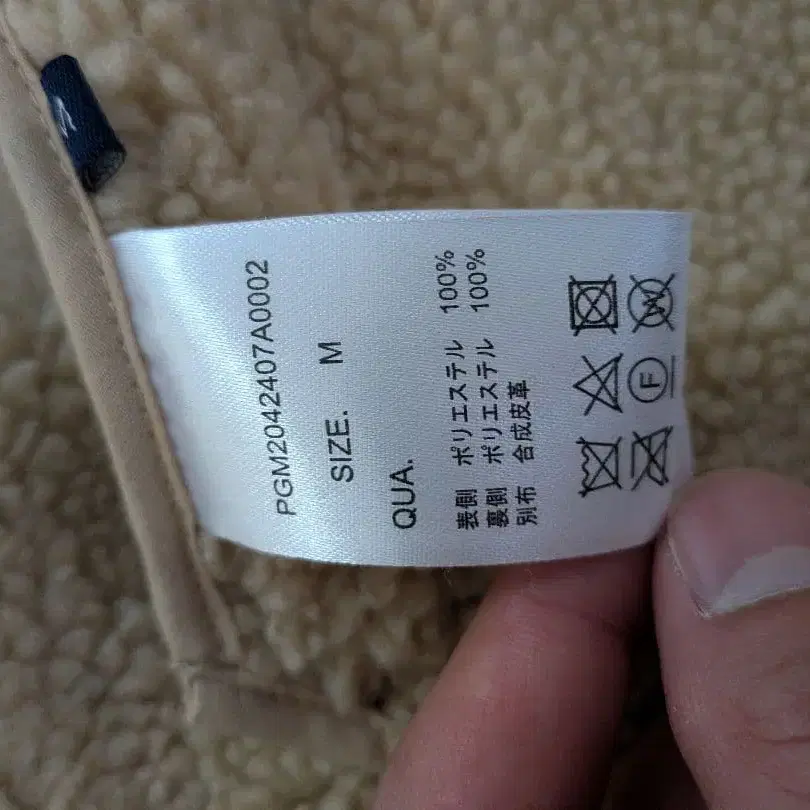 PGM2042407A0002
SIZE. M
QUA.
表側 ポリエステル 100%
裏側 ポリエステル 100%
別布 合成皮革
W
F